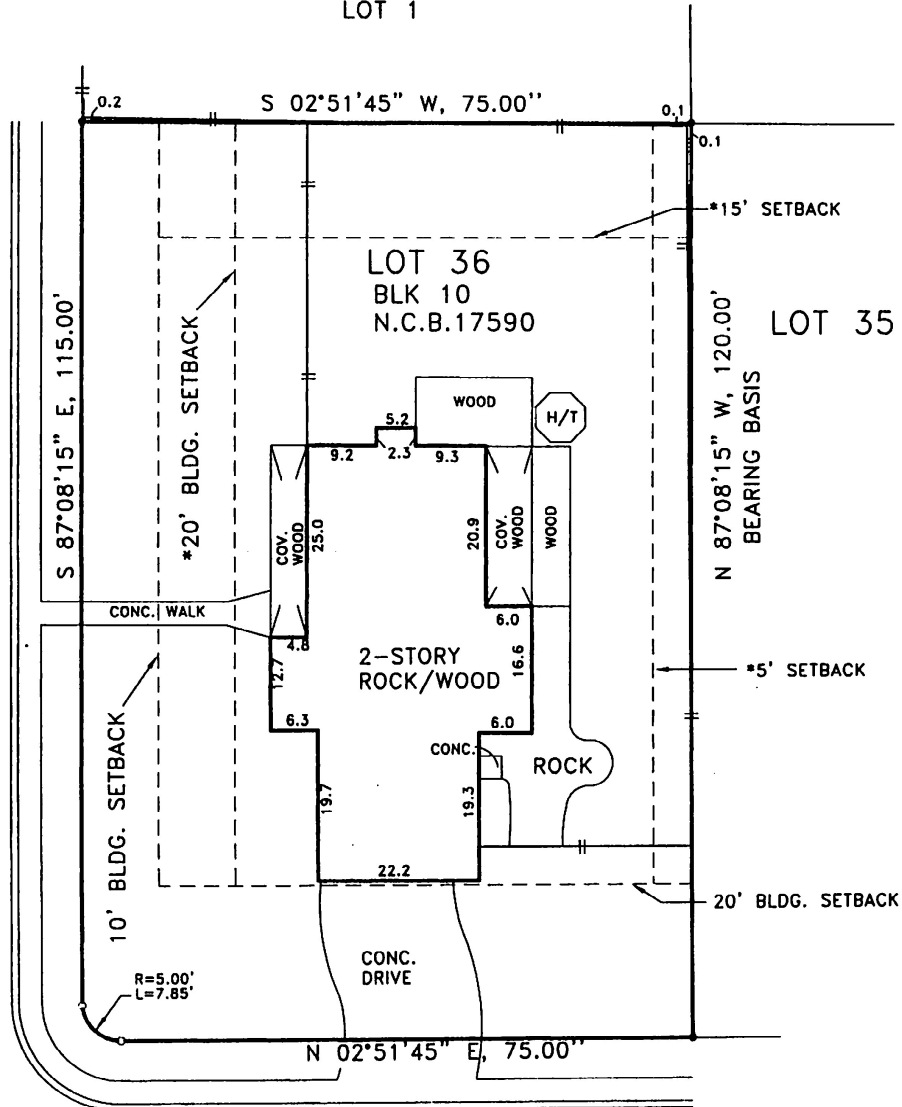 LOT 1
S 02°51'45" W, 75.00"
0.2
0.1
0.1
*15' SETBACK
LOT 36
BLK 10
N.C.B.17590
LOT 35
S 87°08'15" E, 115.00'
*20' BLDG. SETBACK
N 87°08'15" W, 120.00'
BEARING BASIS
WOOD
H/T
5.2
9.2
2.3
9.3
COV.
WOOD
25.0
20.9
COV.
WOOD
WOOD
CONC. WALK
4.8
6.0
12.7
2-STORY
ROCK/WOOD
16.6
*5' SETBACK
6.3
6.0
CONC.
ROCK
10' BLDG. SETBACK
19.7
19.3
22.2
20' BLDG. SETBACK
CONC.
DRIVE
R=5.00'
L=7.85'
N 02°51'45" E, 75.00"